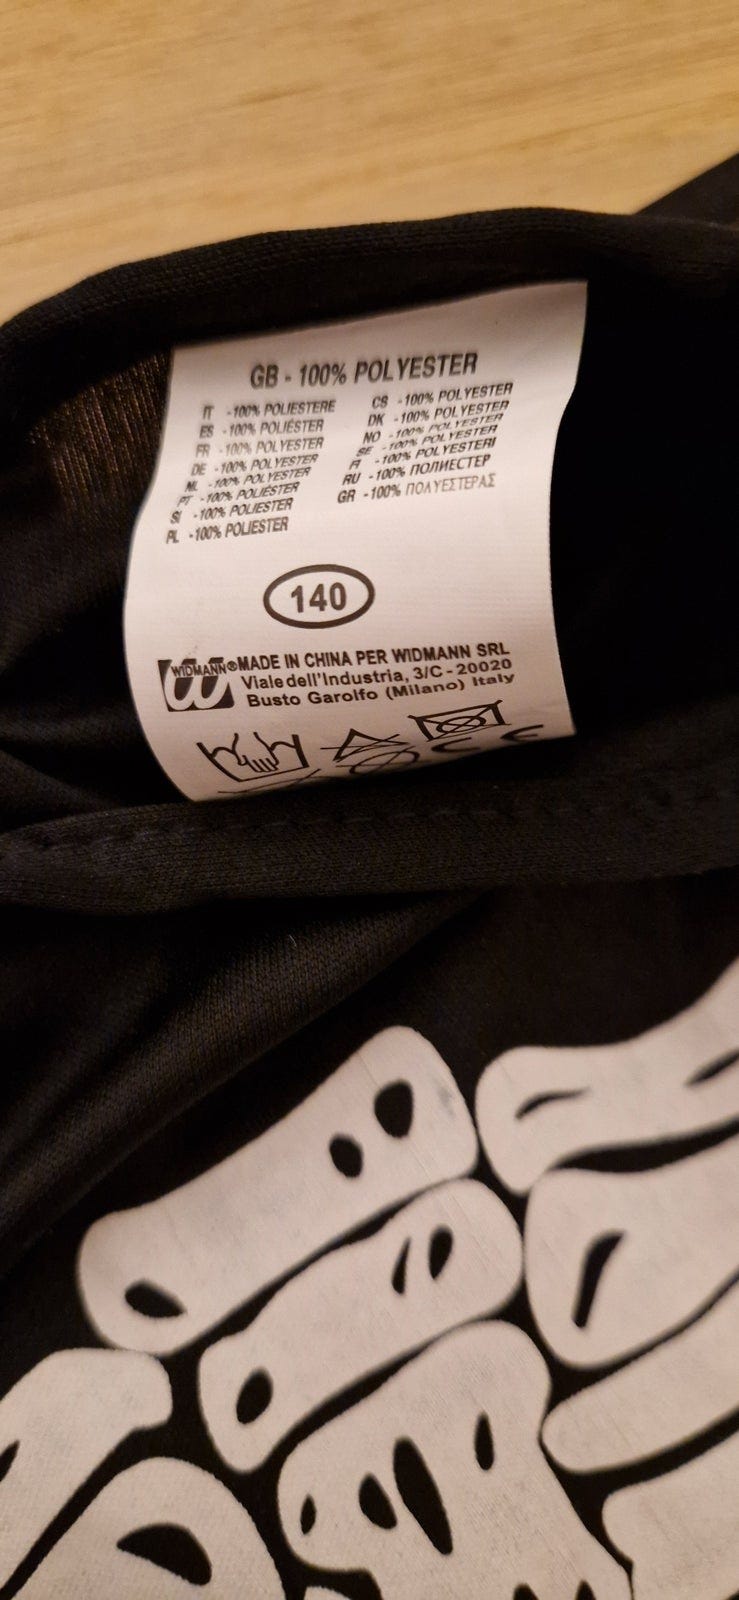 GB - 100% POLYESTER
IT -100% POLIESTERE
ES -100% POLIÉSTER
FR -100% POLYESTER
DE -100% POLYESTER
NL -100% POLYESTER
PT -100% POLIÉSTER
SI -100% POLIESTER
PL -100% POLIESTER
CS -100% POLYESTER
DK -100% POLYESTER
NO -100% POLYESTER
SE -100% POLYESTER
FI -100% POLYESTERI
RU -100% ПОЛИЕСТЕР
GR -100% ΠΟΛΥΕΣΤΕΡΑΣ
140
WIDMANN® MADE IN CHINA PER WIDMANN SRL
Viale dell'Industria, 3/C - 20020
Busto Garolfo (Milano) Italy
CE